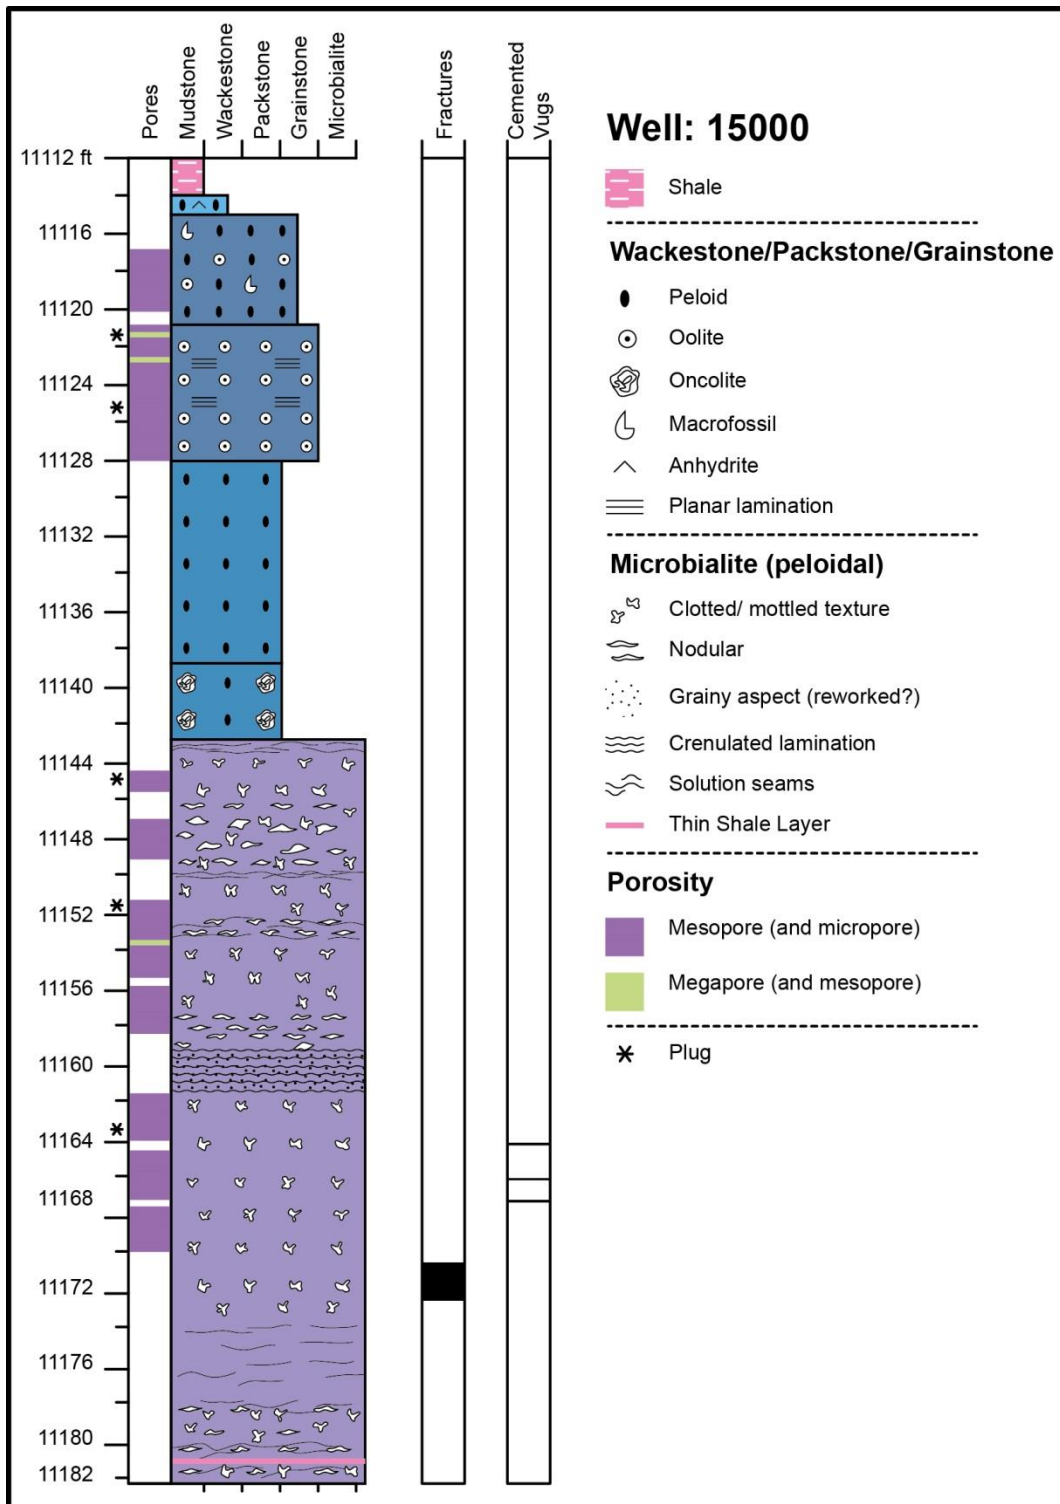 Pores
Mudstone
Wackestone
Packstone
Grainstone
Microbialite
Fractures
Cemented
Vugs
11112 ft
11116
11120
11124
11128
11132
11136
11140
11144
11148
11152
11156
11160
11164
11168
11172
11176
11180
11182
Well: 15000
Shale
Wackestone/Packstone/Grainstone
Peloid
Oolite
Oncolite
Macrofossil
Anhydrite
Planar lamination
Microbialite (peloidal)
Clotted/ mottled texture
Nodular
Grainy aspect (reworked?)
Crenulated lamination
Solution seams
Thin Shale Layer
Porosity
Mesopore (and micropore)
Megapore (and mesopore)
Plug